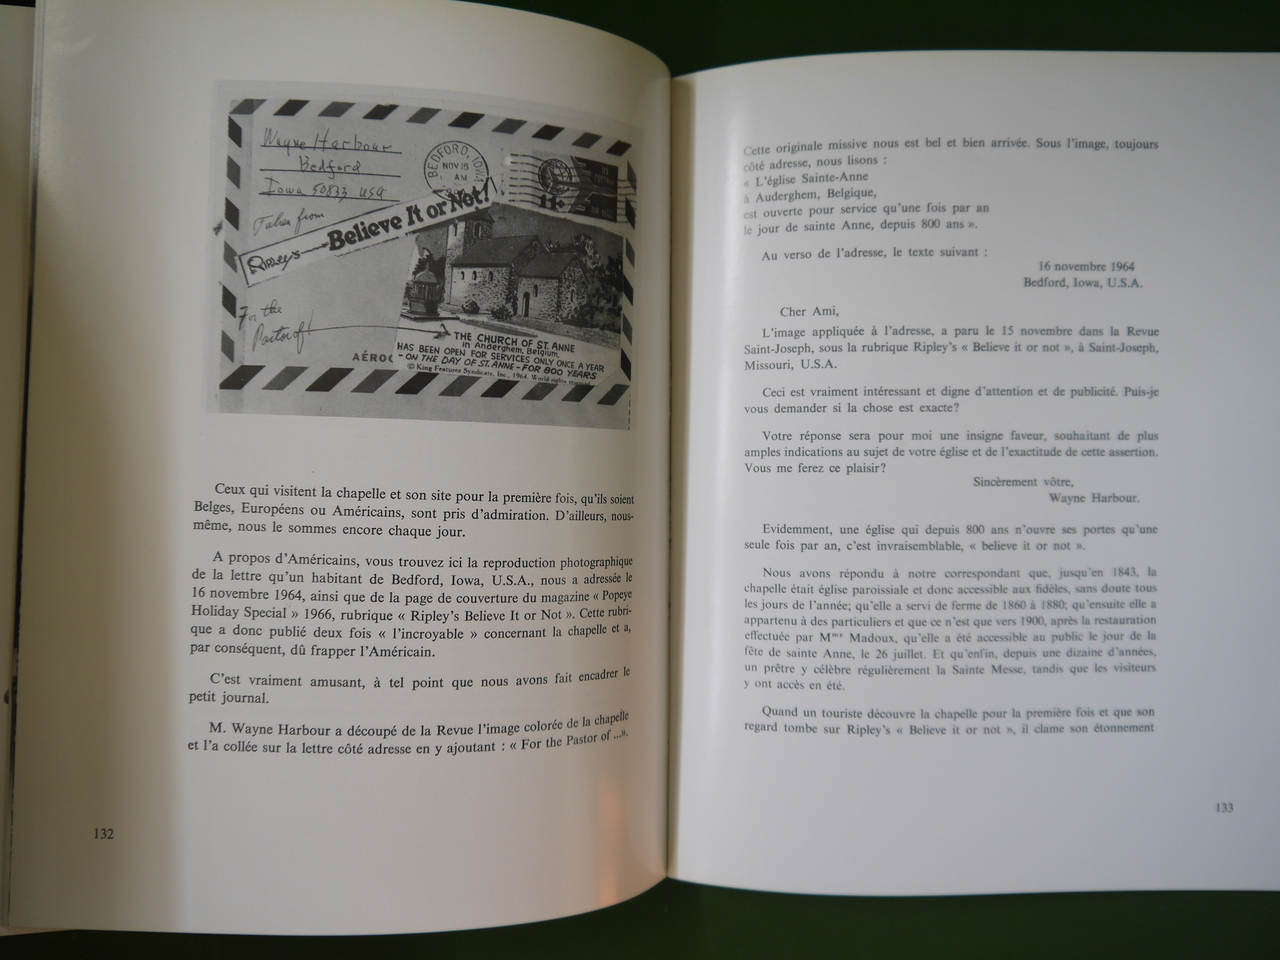 Wayne Harbour
Bedford
Iowa 50833 USA
BEDFORD, IOWA
NOV 16
AM
Taken from
Ripley's Believe It or Not!
11¢
For the
Pastor of
THE CHURCH OF ST. ANNE
in Anderghem, Belgium,
HAS BEEN OPEN FOR SERVICES ONLY ONCE A YEAR
- ON THE DAY OF ST. ANNE - FOR 800 YEARS
© King Features Syndicate, Inc., 1964. World rights reserved.
AÉROG
Ceux qui visitent la chapelle et son site pour la première fois, qu'ils soient
Belges, Européens ou Américains, sont pris d'admiration. D'ailleurs, nous-
même, nous le sommes encore chaque jour.
A propos d'Américains, vous trouvez ici la reproduction photographique
de la lettre qu'un habitant de Bedford, Iowa, U.S.A., nous a adressée le
16 novembre 1964, ainsi que de la page de couverture du magazine « Popeye
Holiday Special » 1966, rubrique « Ripley's Believe It or Not ». Cette rubri-
que a donc publié deux fois « l'incroyable » concernant la chapelle et a,
par conséquent, dû frapper l'Américain.
C'est vraiment amusant, à tel point que nous avons fait encadrer le
petit journal.
M. Wayne Harbour a découpé de la Revue l'image colorée de la chapelle
et l'a collée sur la lettre côté adresse en y ajoutant : « For the Pastor of ...».
132
Cette originale missive nous est bel et bien arrivée. Sous l'image, toujours
côté adresse, nous lisons :
« L'église Sainte-Anne
à Auderghem, Belgique,
est ouverte pour service qu'une fois par an
le jour de sainte Anne, depuis 800 ans ».
Au verso de l'adresse, le texte suivant :
16 novembre 1964
Bedford, Iowa, U.S.A.
Cher Ami,
L'image appliquée à l'adresse, a paru le 15 novembre dans la Revue
Saint-Joseph, sous la rubrique Ripley's « Believe it or not », à Saint-Joseph,
Missouri, U.S.A.
Ceci est vraiment intéressant et digne d'attention et de publicité. Puis-je
vous demander si la chose est exacte?
Votre réponse sera pour moi une insigne faveur, souhaitant de plus
amples indications au sujet de votre église et de l'exactitude de cette assertion.
Vous me ferez ce plaisir?
Sincèrement vôtre,
Wayne Harbour.
Evidemment, une église qui depuis 800 ans n'ouvre ses portes qu'une
seule fois par an, c'est invraisemblable, « believe it or not ».
Nous avons répondu à notre correspondant que, jusqu'en 1843, la
chapelle était église paroissiale et donc accessible aux fidèles, sans doute tous
les jours de l'année; qu'elle a servi de ferme de 1860 à 1880; qu'ensuite elle a
appartenu à des particuliers et que ce n'est que vers 1900, après la restauration
effectuée par Mme Madoux, qu'elle a été accessible au public le jour de la
fête de sainte Anne, le 26 juillet. Et qu'enfin, depuis une dizaine d'années,
un prêtre y célèbre régulièrement la Sainte Messe, tandis que les visiteurs
y ont accès en été.
Quand un touriste découvre la chapelle pour la première fois et que son
regard tombe sur Ripley's « Believe it or not », il clame son étonnement
133